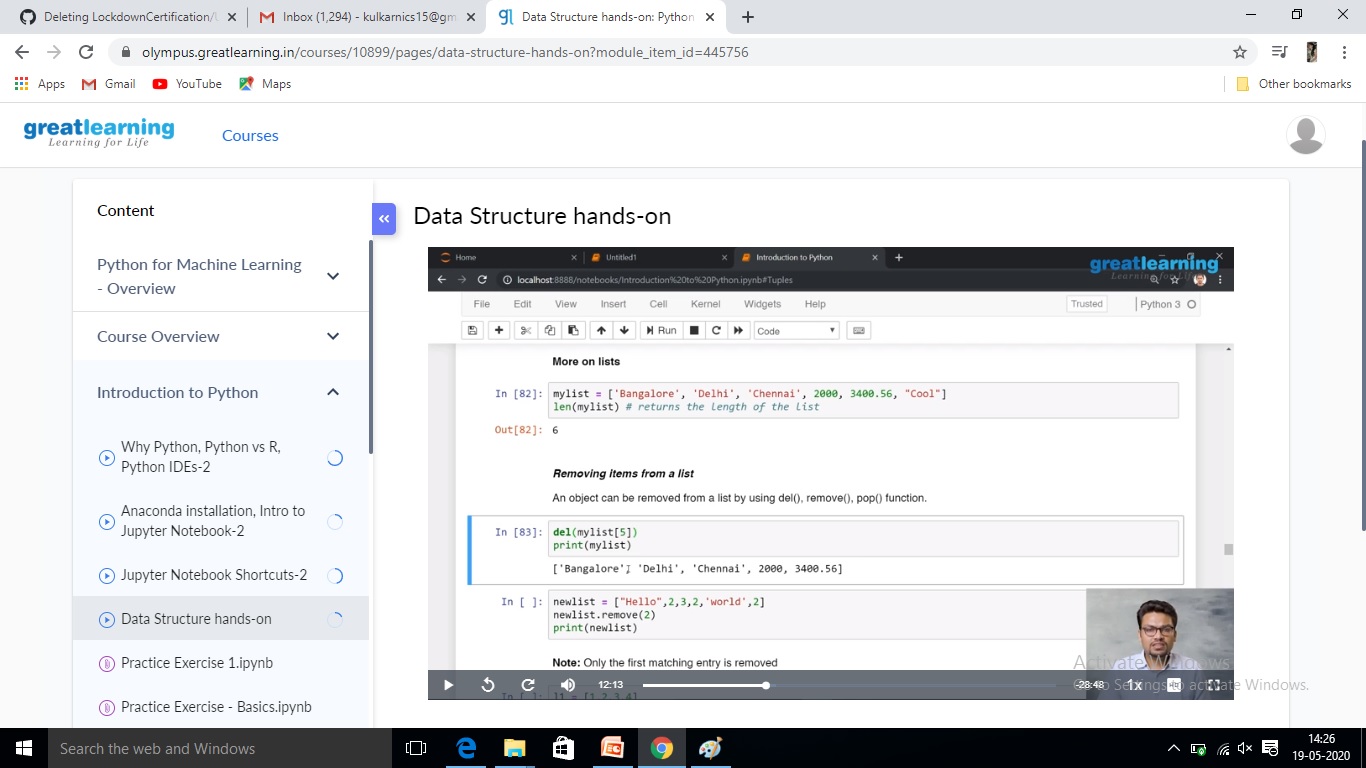 Deleting LockdownCertification/
Inbox (1,294) - kulkarnics15@gm
Data Structure hands-on: Python
olympus.greatlearning.in/courses/10899/pages/data-structure-hands-on?module_item_id=445756
Apps
Gmail
YouTube
Maps
Other bookmarks
greatlearning
Learning for Life
Courses
Content
Python for Machine Learning
- Overview
Course Overview
Introduction to Python
Why Python, Python vs R,
Python IDEs-2
Anaconda installation, Intro to
Jupyter Notebook-2
Jupyter Notebook Shortcuts-2
Data Structure hands-on
Practice Exercise 1.ipynb
Practice Exercise - Basics.ipynb
Data Structure hands-on
Home
Untitled1
Introduction to Python
greatlearning
Learning for Life
localhost:8888/notebooks/Introduction%20to%20Python.ipynb#Tuples
File Edit View Insert Cell Kernel Widgets Help
Trusted
Python 3
Run
Code
More on lists
In [82]: mylist = ['Bangalore', 'Delhi', 'Chennai', 2000, 3400.56, "Cool"]
len(mylist) # returns the length of the list
Out[82]: 6
Removing items from a list
An object can be removed from a list by using del(), remove(), pop() function.
In [83]: del(mylist[5])
print(mylist)
['Bangalore', 'Delhi', 'Chennai', 2000, 3400.56]
In [ ]: newlist = ["Hello",2,3,2,'world',2]
newlist.remove(2)
print(newlist)
Note: Only the first matching entry is removed
In [ ]: l1 = [1,2,3,4]
12:13
-28:48
1x
Activate Windows
Go to Settings to activate Windows.
Search the web and Windows
14:26
19-05-2020